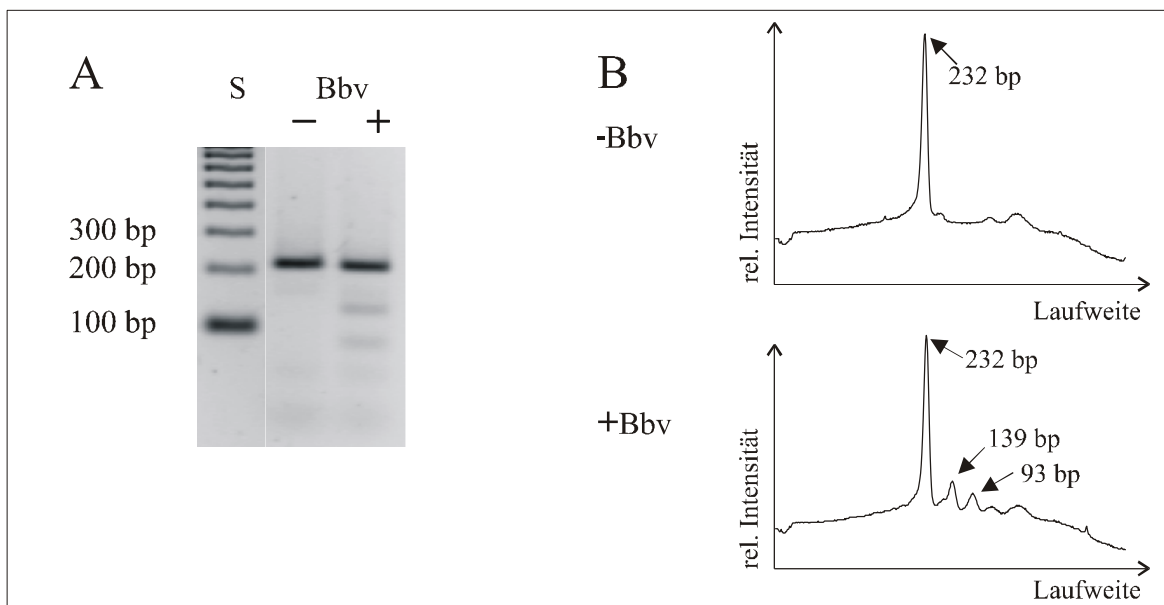 A
S
Bbv
− +
300 bp
200 bp
100 bp
B
-Bbv
rel. Intensität
232 bp
Laufweite
+Bbv
rel. Intensität
232 bp
139 bp
93 bp
Laufweite